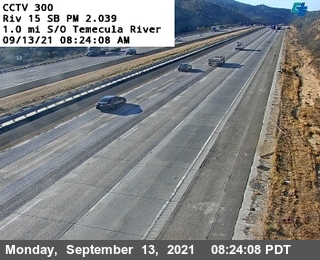 CCTV 300
Riv 15 SB PM 2.039
1.0 mi S/O Temecula River
09/13/21 08:24:08 AM
Monday, September 13, 2021 08:24:08 PDT